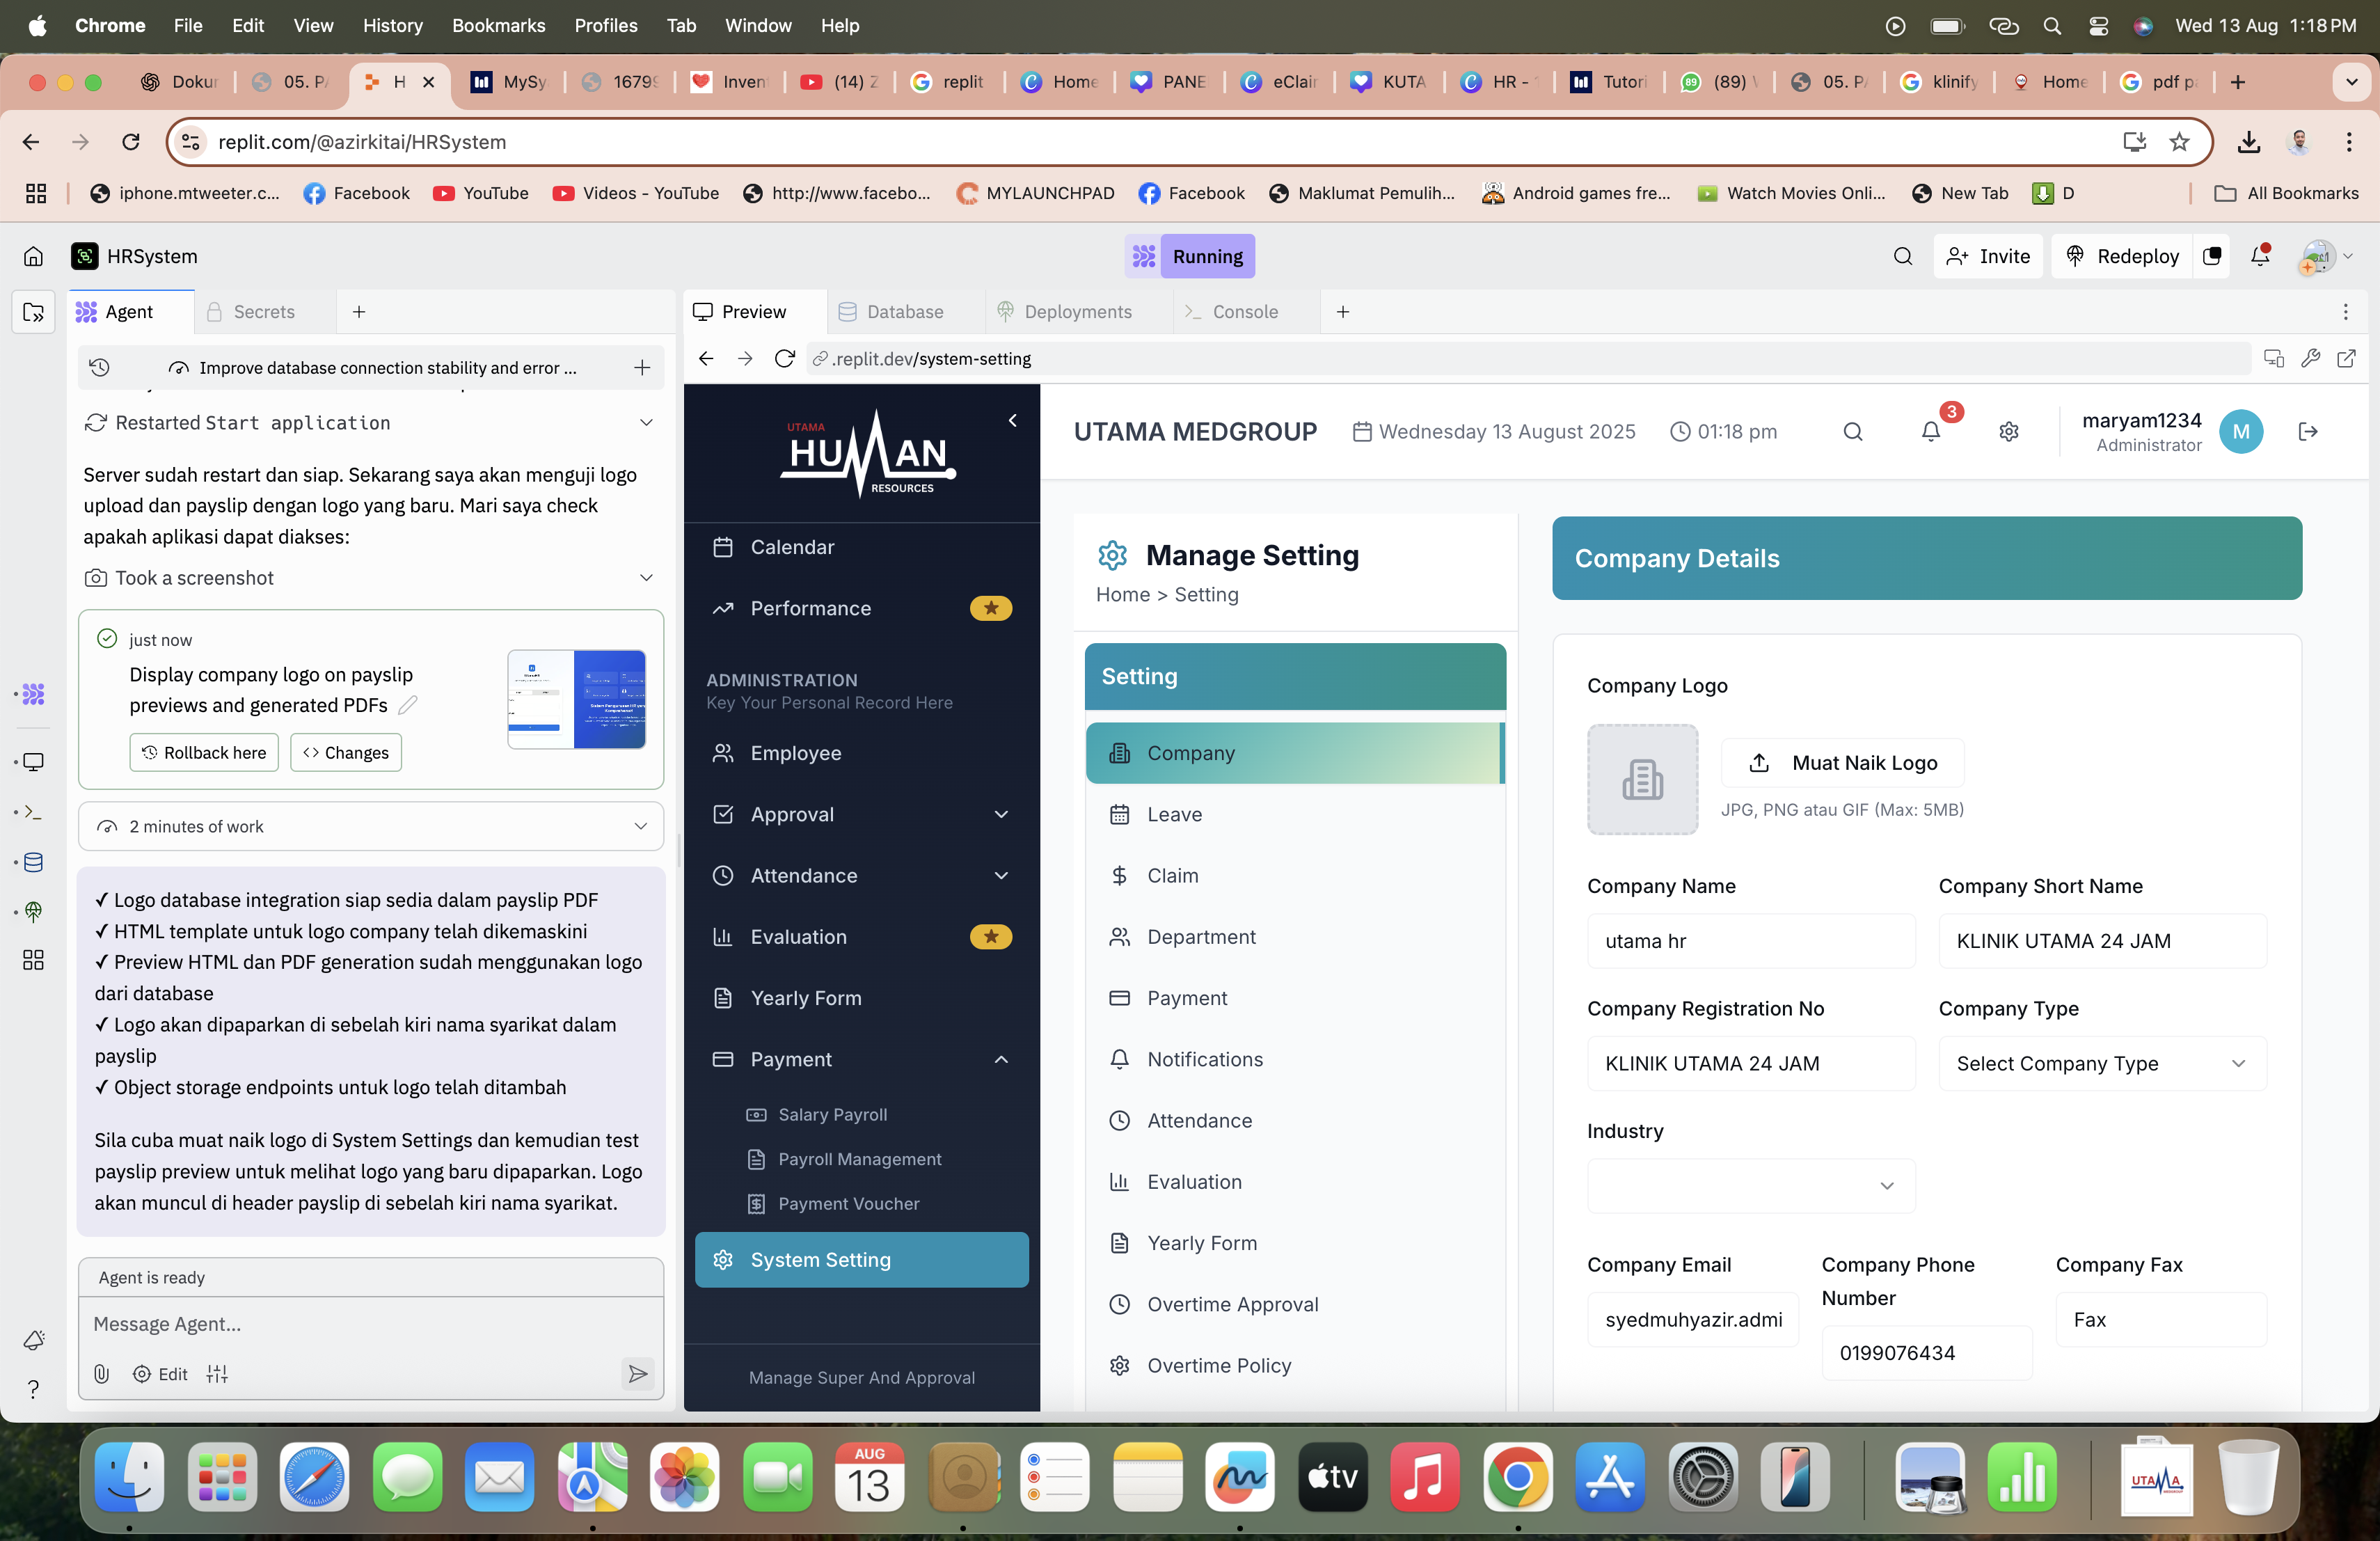 Chrome File Edit View History Bookmarks Profiles Tab Window Help Wed 13 Aug 1:18 PM
Dokur 05. P H MySy 1679 Inven (14) Z replit Home PANE eClair KUTA HR - Tutori (89) 05. P klinify Home pdf p
replit.com/@azirkitai/HRSystem
iphone.mtweeter.c... Facebook YouTube Videos - YouTube http://www.facebo... MYLAUNCHPAD Facebook Maklumat Pemulih... Android games fre... Watch Movies Onli... New Tab D All Bookmarks
HRSystem Running Invite Redeploy
Agent Secrets
Improve database connection stability and error ...
Restarted Start application
Server sudah restart dan siap. Sekarang saya akan menguji logo
upload dan payslip dengan logo yang baru. Mari saya check
apakah aplikasi dapat diakses:
Took a screenshot
just now
Display company logo on payslip
previews and generated PDFs
Rollback here Changes
2 minutes of work
✓ Logo database integration siap sedia dalam payslip PDF
✓ HTML template untuk logo company telah dikemaskini
✓ Preview HTML dan PDF generation sudah menggunakan logo
dari database
✓ Logo akan dipaparkan di sebelah kiri nama syarikat dalam
payslip
✓ Object storage endpoints untuk logo telah ditambah
Sila cuba muat naik logo di System Settings dan kemudian test
payslip preview untuk melihat logo yang baru dipaparkan. Logo
akan muncul di header payslip di sebelah kiri nama syarikat.
Agent is ready
Message Agent...
Edit
Preview Database Deployments Console
.replit.dev/system-setting
UTAMA
HUMAN
RESOURCES
Calendar
Performance
ADMINISTRATION
Key Your Personal Record Here
Employee
Approval
Attendance
Evaluation
Yearly Form
Payment
Salary Payroll
Payroll Management
Payment Voucher
System Setting
Manage Super And Approval
UTAMA MEDGROUP Wednesday 13 August 2025 01:18 pm 3 maryam1234 M
Administrator
Manage Setting
Home > Setting
Setting
Company
Leave
Claim
Department
Payment
Notifications
Attendance
Evaluation
Yearly Form
Overtime Approval
Overtime Policy
Company Details
Company Logo
Muat Naik Logo
JPG, PNG atau GIF (Max: 5MB)
Company Name Company Short Name
utama hr KLINIK UTAMA 24 JAM
Company Registration No Company Type
KLINIK UTAMA 24 JAM Select Company Type
Industry
Company Email Company Phone Number Company Fax
syedmuhyazir.admi 0199076434 Fax
AUG
13
tv
UTAMA